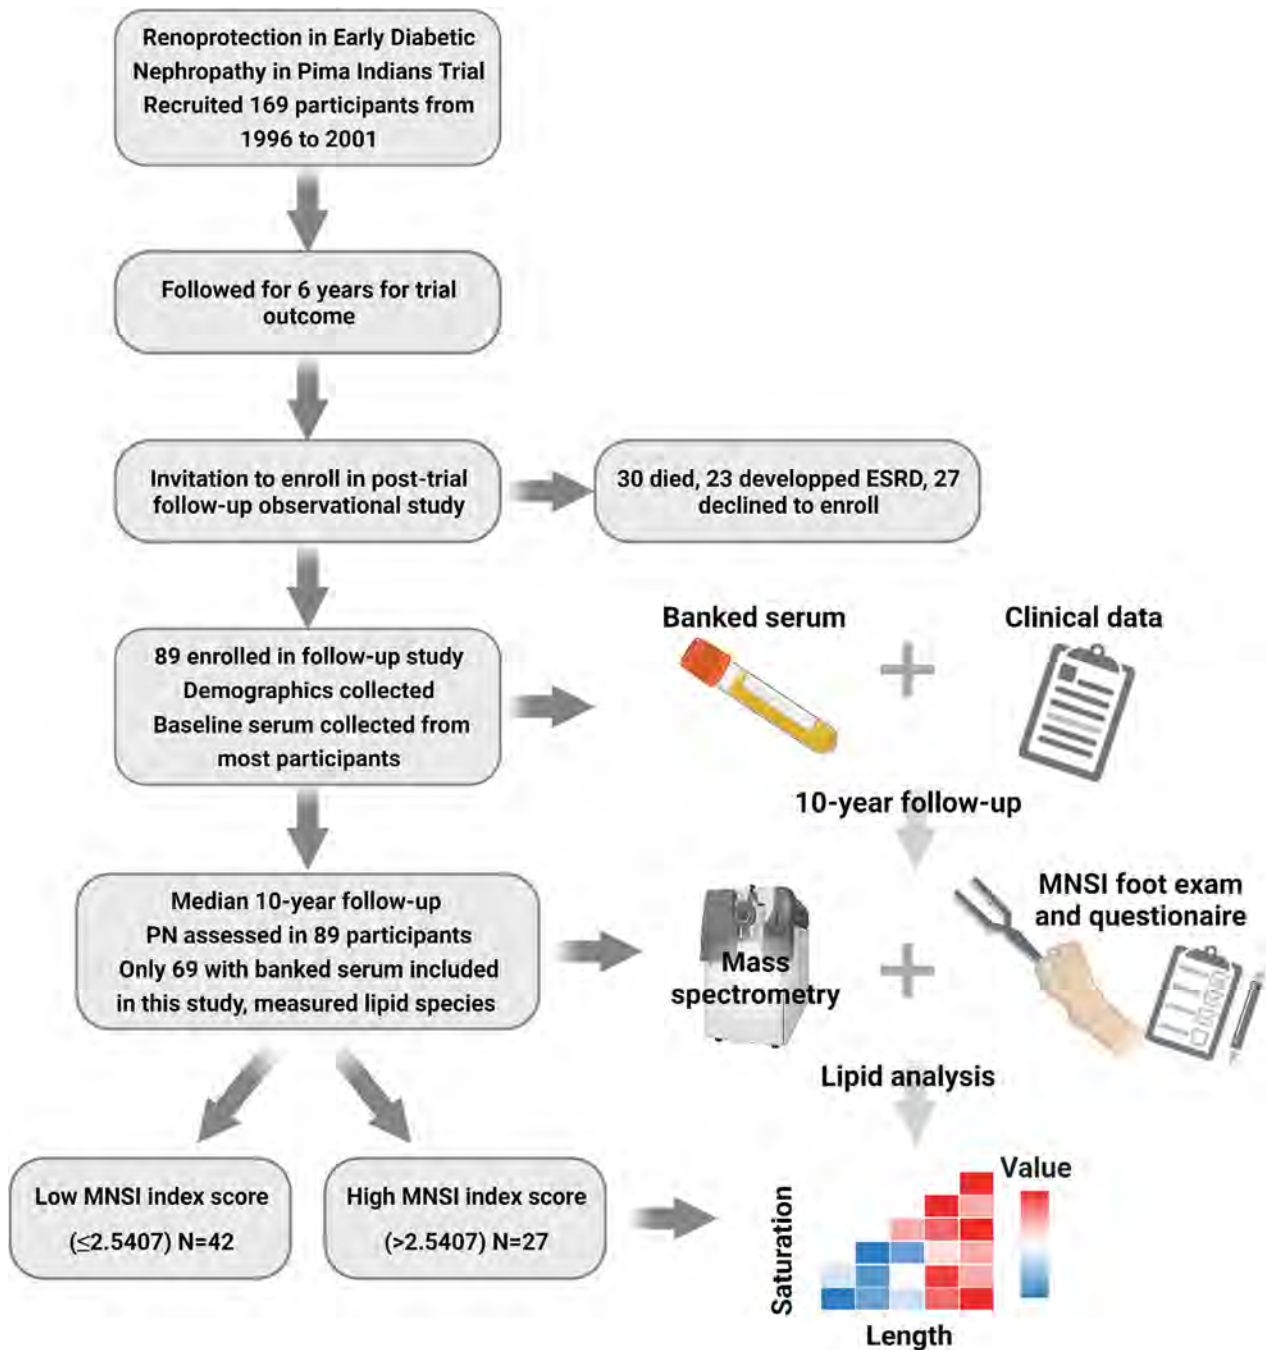 Renoprotection in Early Diabetic
Nephropathy in Pima Indians Trial
Recruited 169 participants from
1996 to 2001
Followed for 6 years for trial
outcome
Invitation to enroll in post-trial
follow-up observational study
30 died, 23 developped ESRD, 27
declined to enroll
89 enrolled in follow-up study
Demographics collected
Baseline serum collected from
most participants
Banked serum
Clinical data
10-year follow-up
Median 10-year follow-up
PN assessed in 89 participants
Only 69 with banked serum included
in this study, measured lipid species
Mass
spectrometry
MNSI foot exam
and questionaire
Lipid analysis
Low MNSI index score
(≤2.5407) N=42
High MNSI index score
(>2.5407) N=27
Saturation
Value
Length